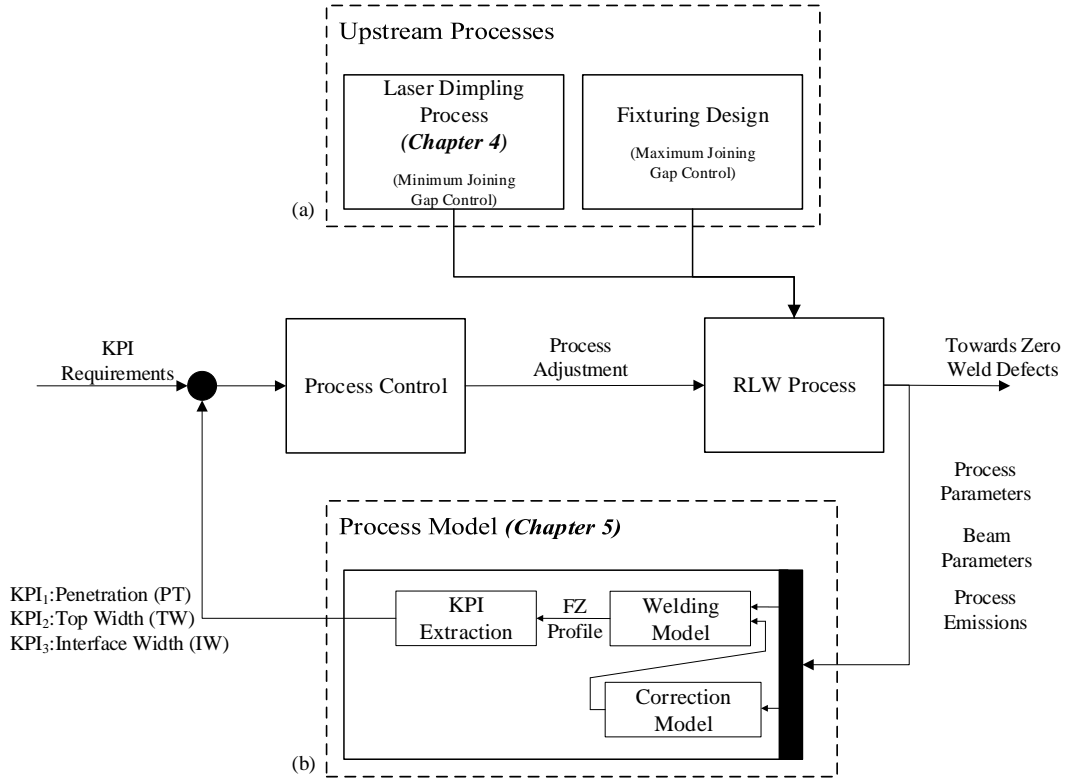 Upstream Processes
Laser Dimpling
Process
(Chapter 4)
(Minimum Joining
Gap Control)
Fixturing Design
(Maximum Joining
Gap Control)
(a)
KPI
Requirements
Process Control
Process
Adjustment
RLW Process
Towards Zero
Weld Defects
Process
Parameters
Beam
Parameters
Process
Emissions
Process Model (Chapter 5)
KPI₁:Penetration (PT)
KPI₂:Top Width (TW)
KPI₃:Interface Width (IW)
KPI
Extraction
FZ
Profile
Welding
Model
Correction
Model
(b)